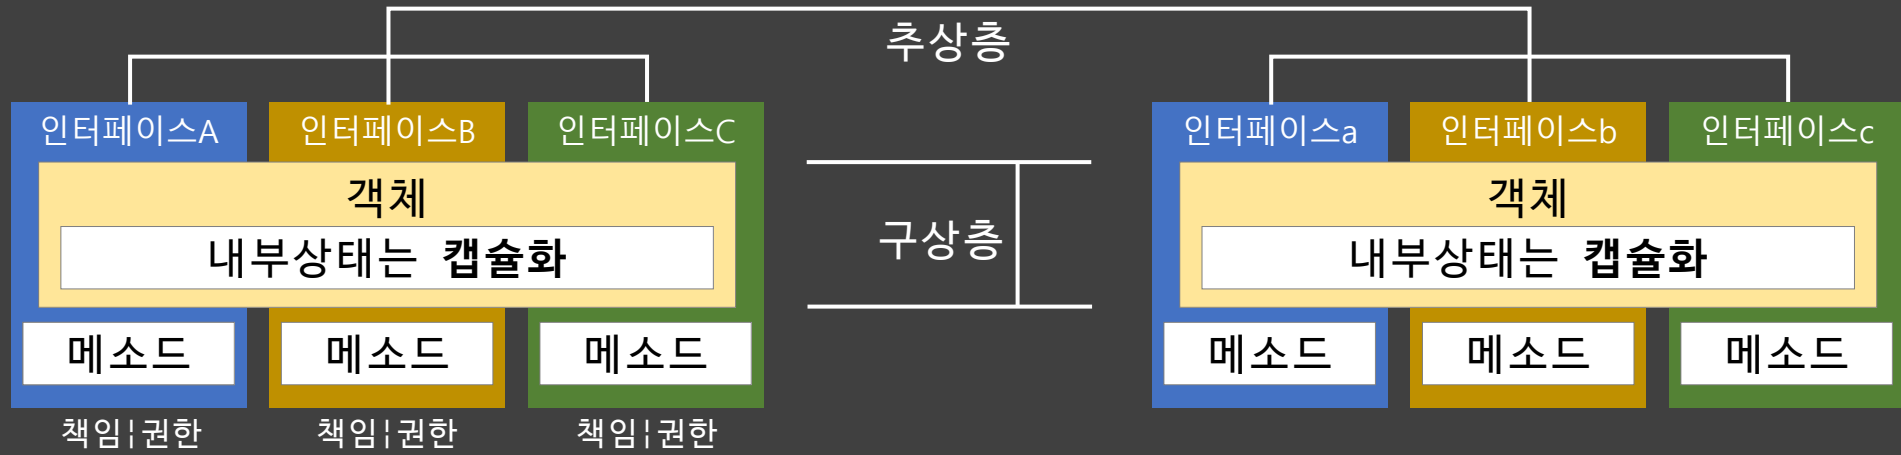 추상층
인터페이스A
인터페이스B
인터페이스C
객체
내부상태는 캡슐화
메소드
메소드
메소드
책임¦권한
책임¦권한
책임¦권한
구상층
인터페이스a
인터페이스b
인터페이스c
객체
내부상태는 캡슐화
메소드
메소드
메소드